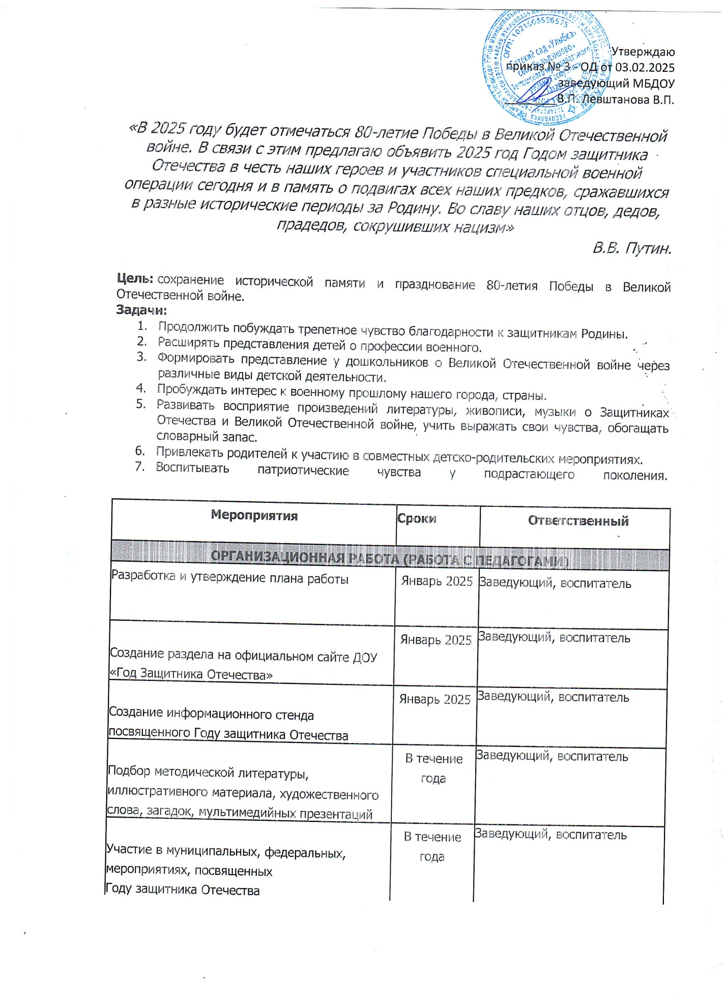 Утверждаю
приказ № 3 - ОД от 03.02.2025
заведующий МБДОУ
В.П. Левштанова В.П.
ОГРН 1021606556575
Детский сад «Улыбка»
«В 2025 году будет отмечаться 80-летие Победы в Великой Отечественной
войне. В связи с этим предлагаю объявить 2025 год Годом защитника
Отечества в честь наших героев и участников специальной военной
операции сегодня и в память о подвигах всех наших предков, сражавшихся
в разные исторические периоды за Родину. Во славу наших отцов, дедов,
прадедов, сокрушивших нацизм»
В.В. Путин.
Цель: сохранение исторической памяти и празднование 80-летия Победы в Великой
Отечественной войне.
Задачи:
1. Продолжить побуждать трепетное чувство благодарности к защитникам Родины.
2. Расширять представления детей о профессии военного.
3. Формировать представление у дошкольников о Великой Отечественной войне через
различные виды детской деятельности.
4. Пробуждать интерес к военному прошлому нашего города, страны.
5. Развивать восприятие произведений литературы, живописи, музыки о Защитниках
Отечества и Великой Отечественной войне, учить выражать свои чувства, обогащать
словарный запас.
6. Привлекать родителей к участию в совместных детско-родительских мероприятиях.
7. Воспитывать патриотические чувства у подрастающего поколения.
Мероприятия Сроки Ответственный
ОРГАНИЗАЦИОННАЯ РАБОТА (РАБОТА С ПЕДАГОГАМИ)
Разработка и утверждение плана работы Январь 2025 Заведующий, воспитатель
Январь 2025 Заведующий, воспитатель
Создание раздела на официальном сайте ДОУ
«Год Защитника Отечества»
Январь 2025 Заведующий, воспитатель
Создание информационного стенда
посвященного Году защитника Отечества
В течение Заведующий, воспитатель
года
Подбор методической литературы,
иллюстративного материала, художественного
слова, загадок, мультимедийных презентаций
В течение Заведующий, воспитатель
года
Участие в муниципальных, федеральных,
мероприятиях, посвященных
Году защитника Отечества